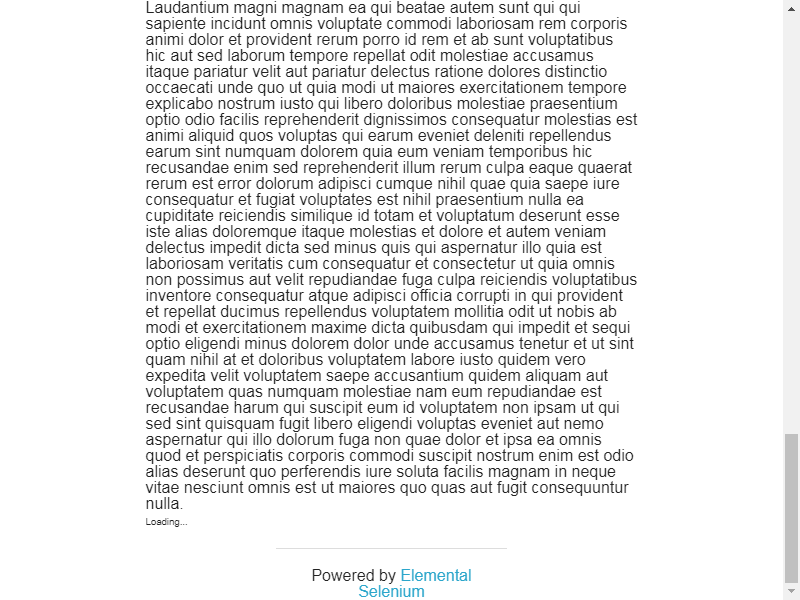 Laudantium magni magnam ea qui beatae autem sunt qui qui
sapiente incidunt omnis voluptate commodi laboriosam rem corporis
animi dolor et provident rerum porro id rem et ab sunt voluptatibus
hic aut sed laborum tempore repellat odit molestiae accusamus
itaque pariatur velit aut pariatur delectus ratione dolores distinctio
occaecati unde quo ut quia modi ut maiores exercitationem tempore
explicabo nostrum iusto qui libero doloribus molestiae praesentium
optio odio facilis reprehenderit dignissimos consequatur molestias est
animi aliquid quos voluptas qui earum eveniet deleniti repellendus
earum sint numquam dolorem quia eum veniam temporibus hic
recusandae enim sed reprehenderit illum rerum culpa eaque quaerat
rerum est error dolorum adipisci cumque nihil quae quia saepe iure
consequatur et fugiat voluptates est nihil praesentium nulla ea
cupiditate reiciendis similique id totam et voluptatum deserunt esse
iste alias doloremque itaque molestias et dolore et autem veniam
delectus impedit dicta sed minus quis qui aspernatur illo quia est
laboriosam veritatis cum consequatur et consectetur ut quia omnis
non possimus aut velit repudiandae fuga culpa reiciendis voluptatibus
inventore consequatur atque adipisci officia corrupti in qui provident
et repellat ducimus repellendus voluptatem mollitia odit ut nobis ab
modi et exercitationem maxime dicta quibusdam qui impedit et sequi
optio eligendi minus dolorem dolor unde accusamus tenetur et ut sint
quam nihil at et doloribus voluptatem labore iusto quidem vero
expedita velit voluptatem saepe accusantium quidem aliquam aut
voluptatem quas numquam molestiae nam eum repudiandae est
recusandae harum qui suscipit eum id voluptatem non ipsam ut qui
sed sint quisquam fugit libero eligendi voluptas eveniet aut nemo
aspernatur qui illo dolorum fuga non quae dolor et ipsa ea omnis
quod et perspiciatis corporis commodi suscipit nostrum enim est odio
alias deserunt quo perferendis iure soluta facilis magnam in neque
vitae nesciunt omnis est ut maiores quo quas aut fugit consequuntur
nulla.
Loading...
Powered by Elemental
Selenium